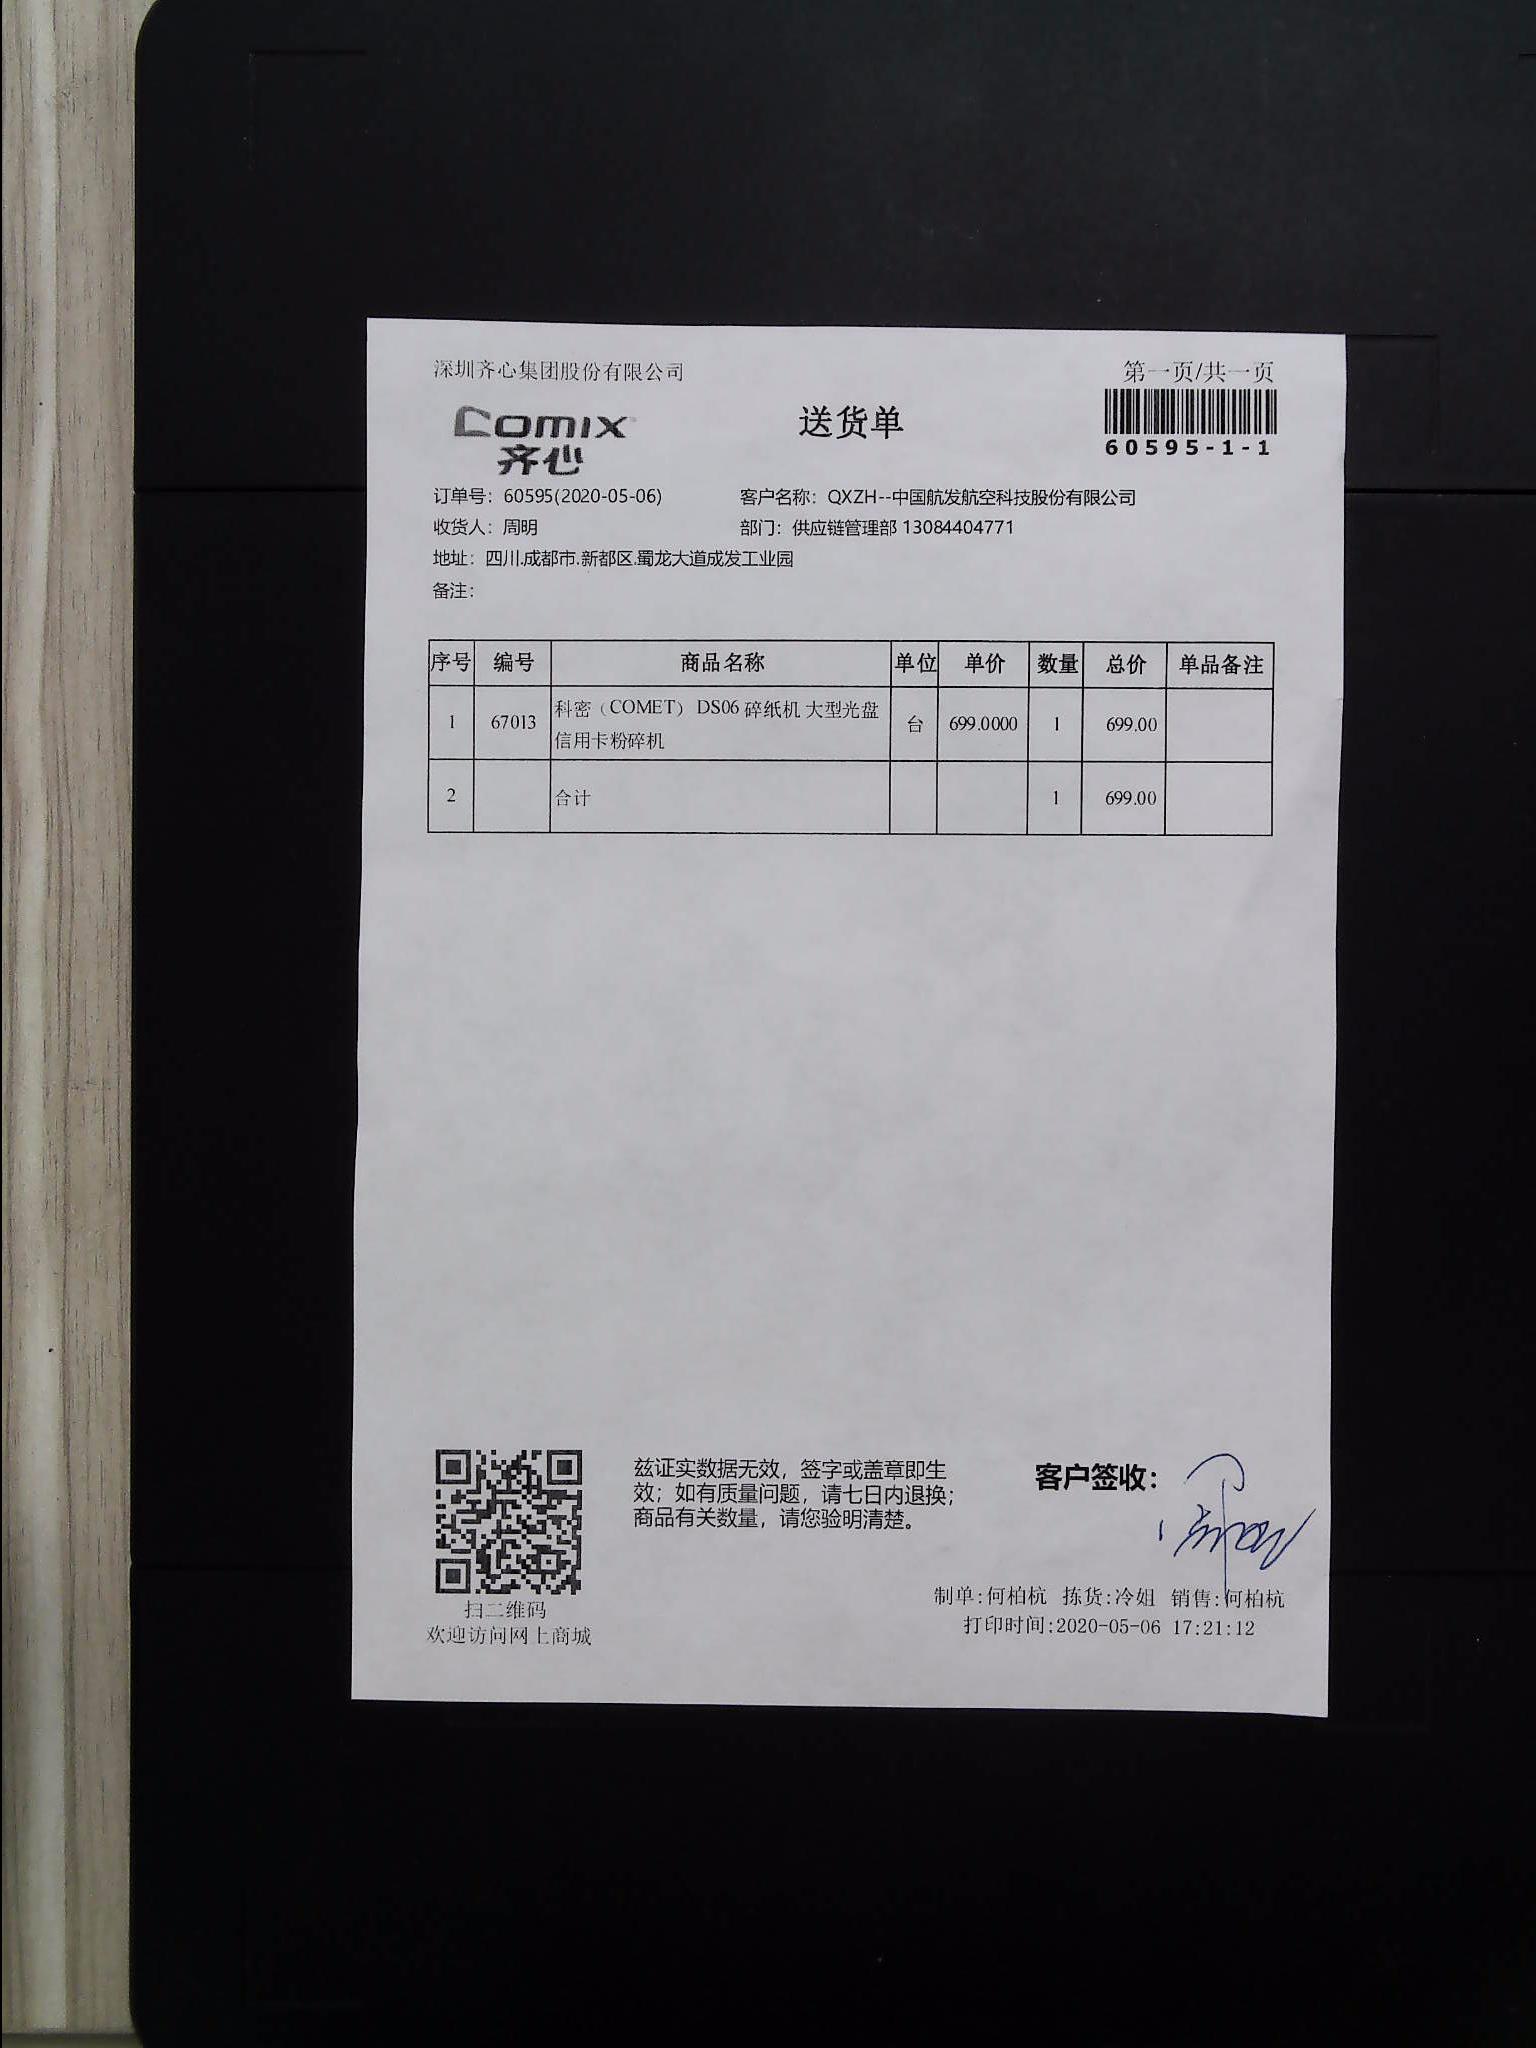 深圳齐心集团股份有限公司
第一页/共一页
Comix
齐心
送货单
60595-1-1
订单号：60595(2020-05-06) 客户名称：QXZH--中国航发航空科技股份有限公司
收货人：周明 部门：供应链管理部 13084404771
地址：四川.成都市.新都区.蜀龙大道成发工业园
备注：
序号 编号 商品名称 单位 单价 数量 总价 单品备注
1 67013 科密（COMET） DS06 碎纸机 大型光盘 台 699.0000 1 699.00
信用卡粉碎机
2 合计 1 699.00
兹证实数据无效，签字或盖章即生
效；如有质量问题，请七日内退换；
商品有关数量，请您验明清楚。
客户签收：
扫二维码
欢迎访问网上商城
制单:何柏杭 拣货:冷姐 销售:何柏杭
打印时间:2020-05-06 17:21:12